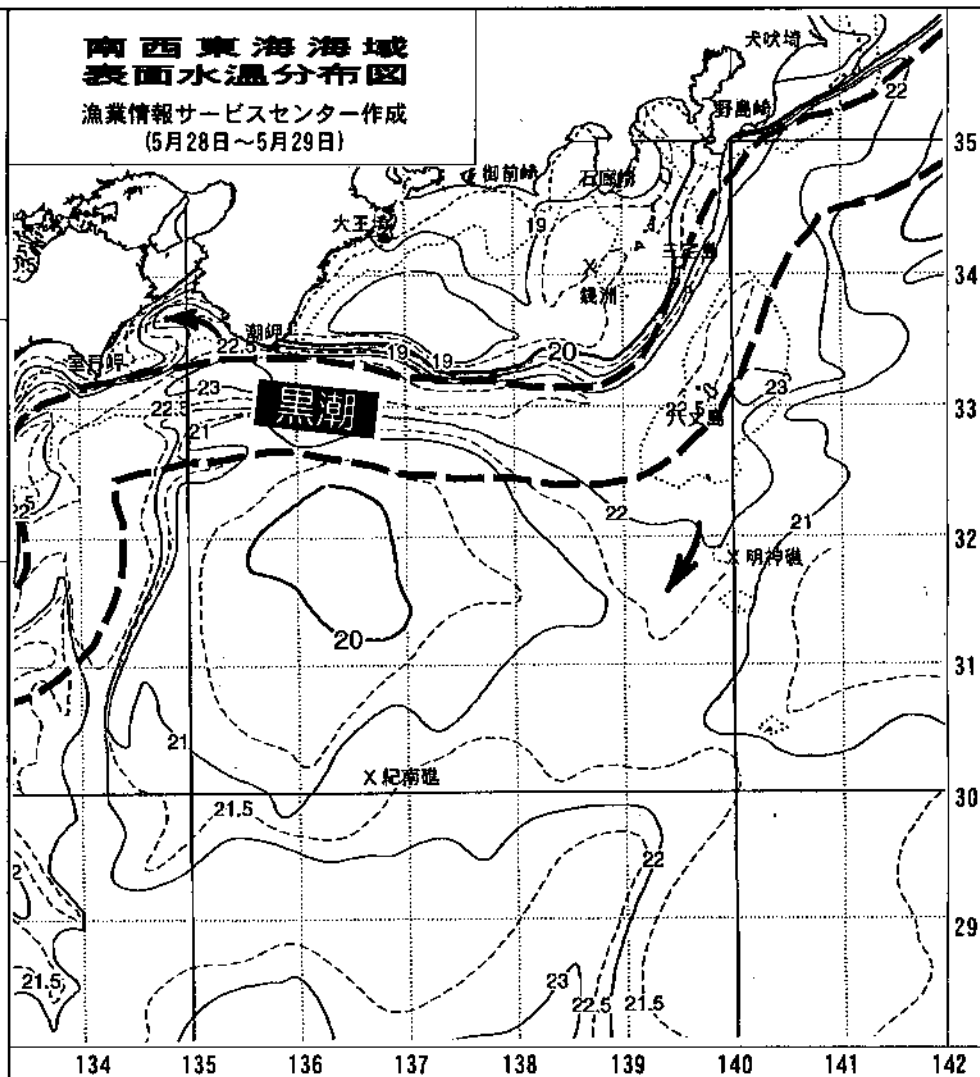 南西東海海域
表面水温分布図
漁業情報サービスセンター作成
(5月28日～5月29日)
犬吠埼
野島崎
22
35
御前崎
石廊崎
19
大王埼
三宅島
34
銭洲
潮岬
22.5
19
19
20
室戸岬
23
22.5
黒潮
23
33
22.5
八丈島
21
22
21
32
明神礁
20
31
21
紀南礁
30
21.5
22
29
21.5
23
22.5
21.5
134
135
136
137
138
139
140
141
142